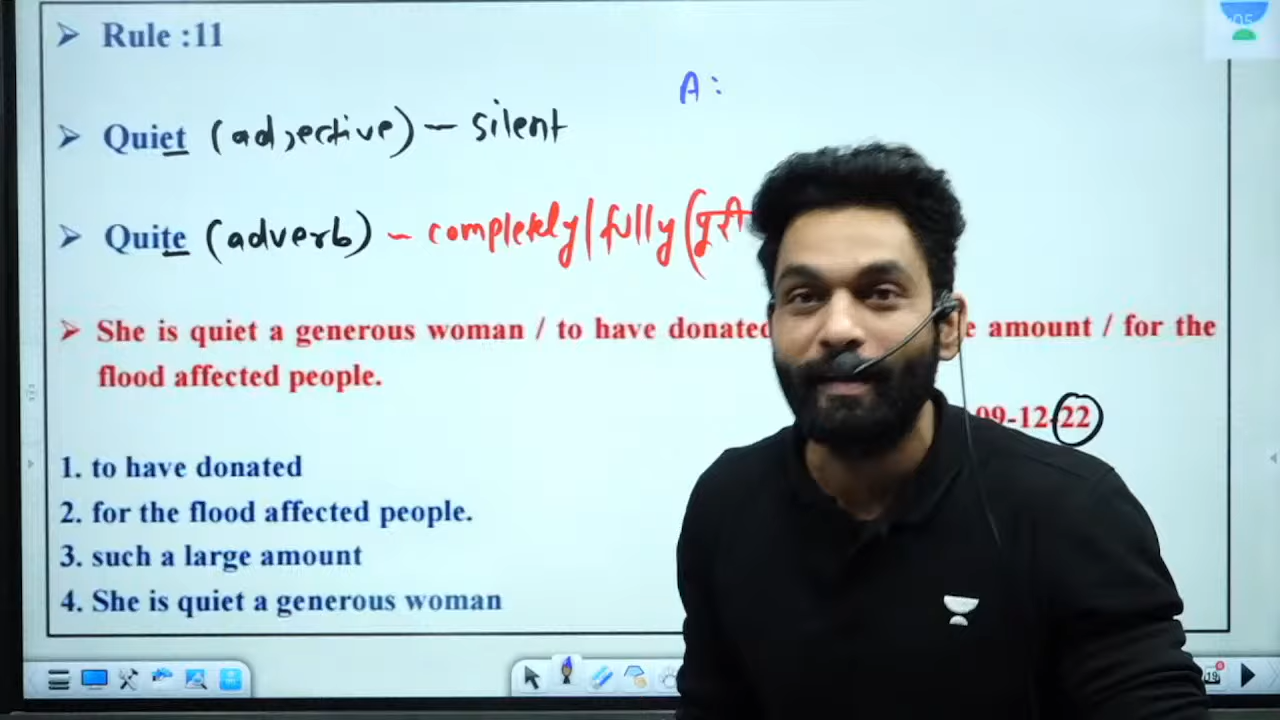 Rule :11
A:
Quiet (adjective) - silent
Quite (adverb) - completely/fully (पूरी
She is quiet a generous woman / to have donated e amount / for the
flood affected people.
09-12-22
1. to have donated
2. for the flood affected people.
3. such a large amount
4. She is quiet a generous woman